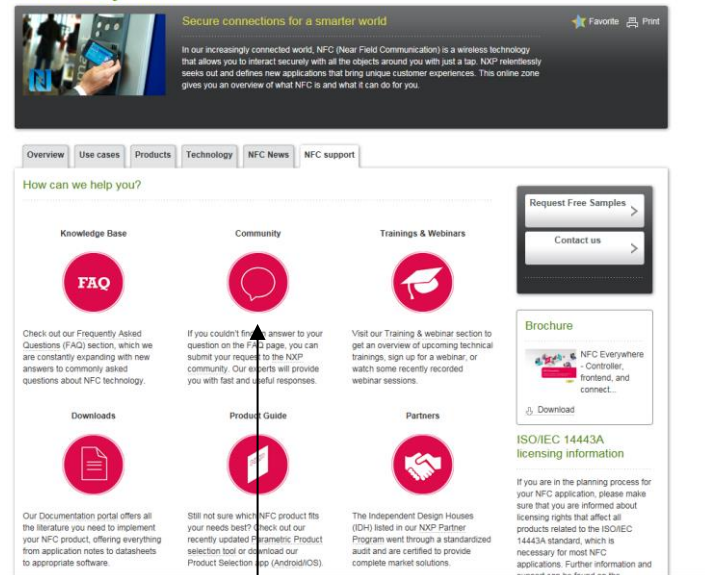 Secure connections for a smarter world
Favorite Print
In our increasingly connected world, NFC (Near Field Communication) is a wireless technology
that allows you to interact securely with all the objects around you with just a tap. NXP relentlessly
seeks out and defines new applications that bring unique customer experiences. This online zone
gives you an overview of what NFC is and what it can do for you.
Overview Use cases Products Technology NFC News NFC support
How can we help you?
Knowledge Base
FAQ
Check out our Frequently Asked
Questions (FAQ) section, which we
are constantly expanding with new
answers to commonly asked
questions about NFC technology.
Community
If you couldn't find an answer to your
question on the FAQ page, you can
submit your request to the NXP
community. Our experts will provide
you with fast and useful responses.
Trainings & Webinars
Visit our Training & webinar section to
get an overview of upcoming technical
trainings, sign up for a webinar, or
watch some recently recorded
webinar sessions.
Downloads
Our Documentation portal offers all
the literature you need to implement
your NFC product, offering everything
from application notes to datasheets
to appropriate software.
Product Guide
Still not sure which NFC product fits
your needs best? Check out our
recently updated Parametric Product
selection tool or download our
Product Selection app (Android/iOS).
Partners
The Independent Design Houses
(IDH) listed in our NXP Partner
Program went through a standardized
audit and are certified to provide
complete market solutions.
Request Free Samples
Contact us
Brochure
NFC Everywhere
- Controller,
frontend, and
connect...
Download
ISO/IEC 14443A
licensing information
If you are in the planning process for
your NFC application, please make
sure that you are informed about
licensing rights that affect all
products related to the ISO/IEC
14443A standard, which is
necessary for most NFC
applications. Further information and
support can be found on the